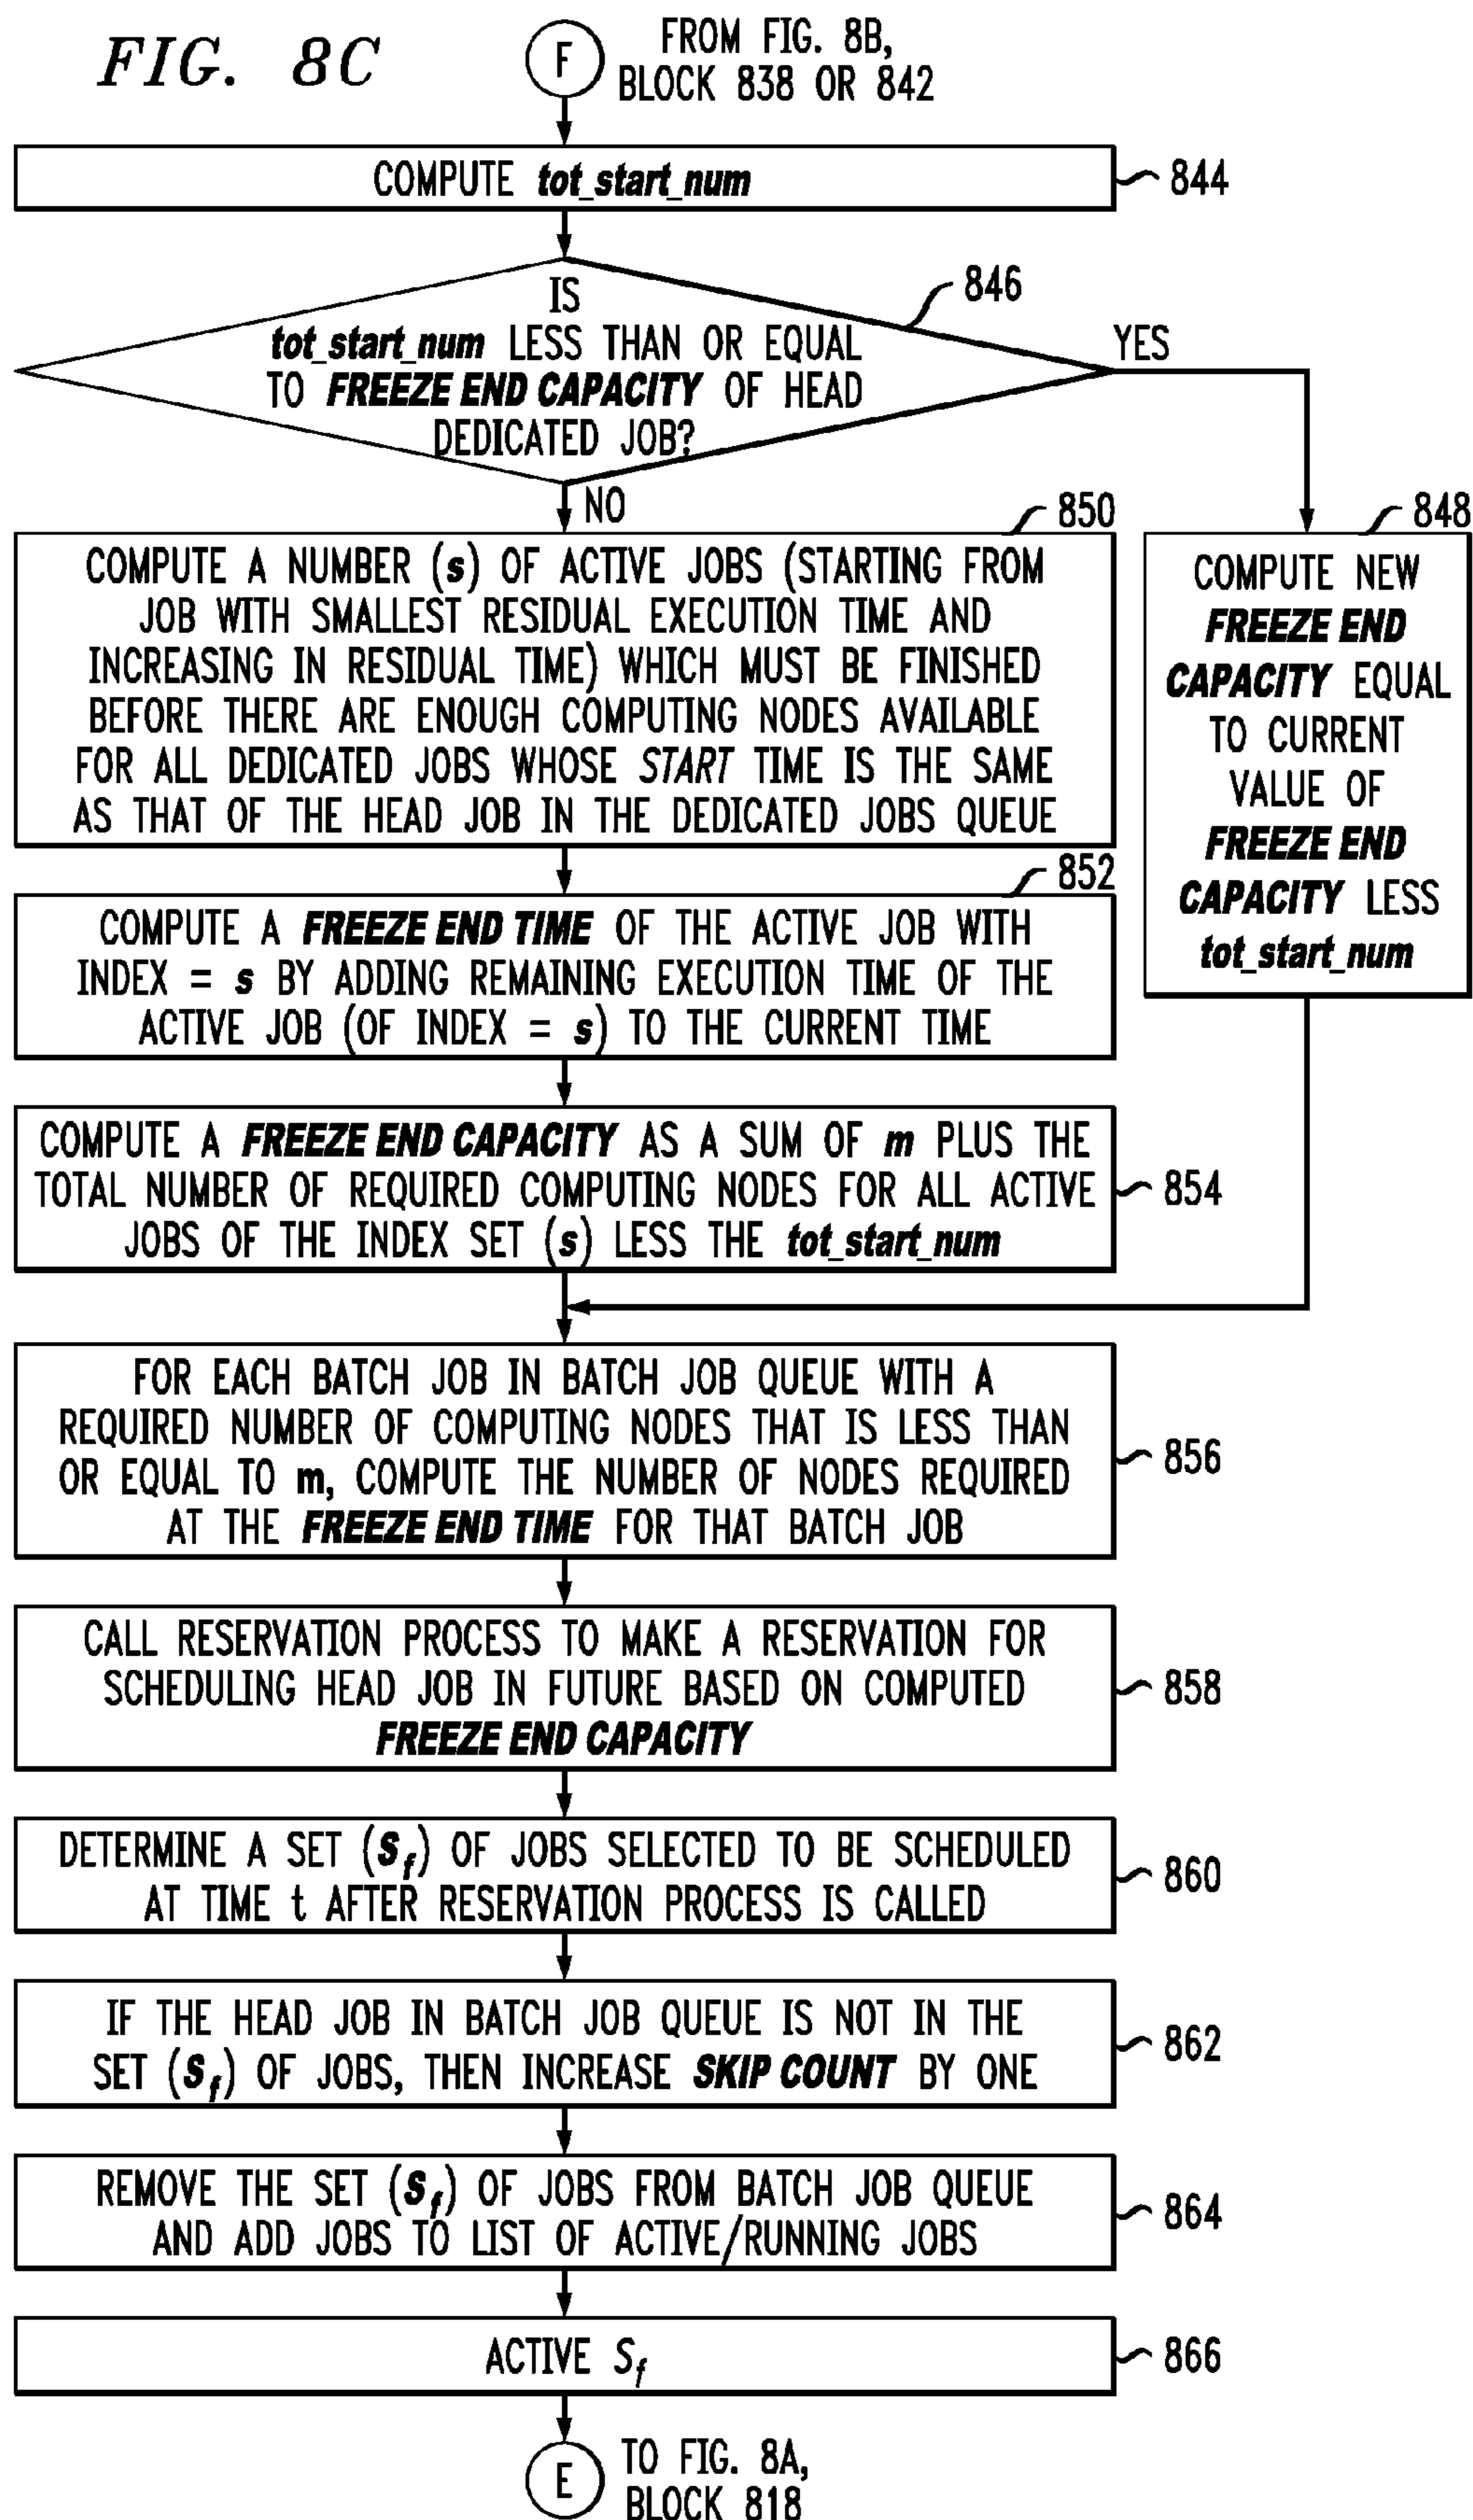 FIG. 8C
F
FROM FIG. 8B,
BLOCK 838 OR 842
COMPUTE tot_start_num
844
IS
tot_start_num LESS THAN OR EQUAL
TO FREEZE END CAPACITY OF HEAD
DEDICATED JOB?
846
YES
NO
850
COMPUTE A NUMBER (s) OF ACTIVE JOBS (STARTING FROM
JOB WITH SMALLEST RESIDUAL EXECUTION TIME AND
INCREASING IN RESIDUAL TIME) WHICH MUST BE FINISHED
BEFORE THERE ARE ENOUGH COMPUTING NODES AVAILABLE
FOR ALL DEDICATED JOBS WHOSE START TIME IS THE SAME
AS THAT OF THE HEAD JOB IN THE DEDICATED JOBS QUEUE
848
COMPUTE NEW
FREEZE END
CAPACITY EQUAL
TO CURRENT
VALUE OF
FREEZE END
CAPACITY LESS
tot_start_num
852
COMPUTE A FREEZE END TIME OF THE ACTIVE JOB WITH
INDEX = s BY ADDING REMAINING EXECUTION TIME OF THE
ACTIVE JOB (OF INDEX = s) TO THE CURRENT TIME
COMPUTE A FREEZE END CAPACITY AS A SUM OF m PLUS THE
TOTAL NUMBER OF REQUIRED COMPUTING NODES FOR ALL ACTIVE
JOBS OF THE INDEX SET (s) LESS THE tot_start_num
854
FOR EACH BATCH JOB IN BATCH JOB QUEUE WITH A
REQUIRED NUMBER OF COMPUTING NODES THAT IS LESS THAN
OR EQUAL TO m, COMPUTE THE NUMBER OF NODES REQUIRED
AT THE FREEZE END TIME FOR THAT BATCH JOB
856
CALL RESERVATION PROCESS TO MAKE A RESERVATION FOR
SCHEDULING HEAD JOB IN FUTURE BASED ON COMPUTED
FREEZE END CAPACITY
858
DETERMINE A SET (Sf) OF JOBS SELECTED TO BE SCHEDULED
AT TIME t AFTER RESERVATION PROCESS IS CALLED
860
IF THE HEAD JOB IN BATCH JOB QUEUE IS NOT IN THE
SET (Sf) OF JOBS, THEN INCREASE SKIP COUNT BY ONE
862
REMOVE THE SET (Sf) OF JOBS FROM BATCH JOB QUEUE
AND ADD JOBS TO LIST OF ACTIVE/RUNNING JOBS
864
ACTIVE Sf
866
E
TO FIG. 8A,
BLOCK 818